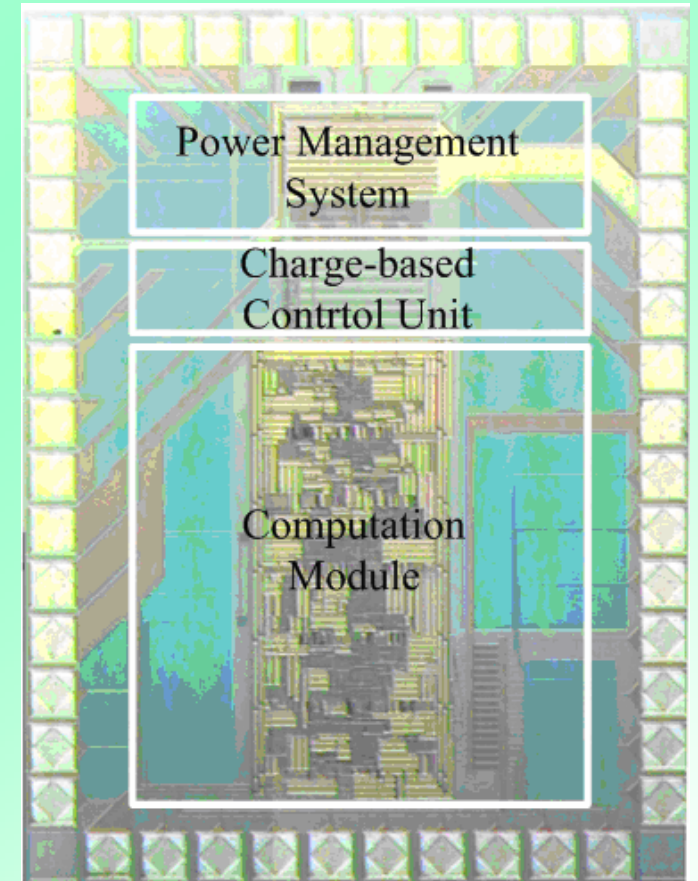 Power Management
System
Charge-based
Contrtol Unit
Computation
Module